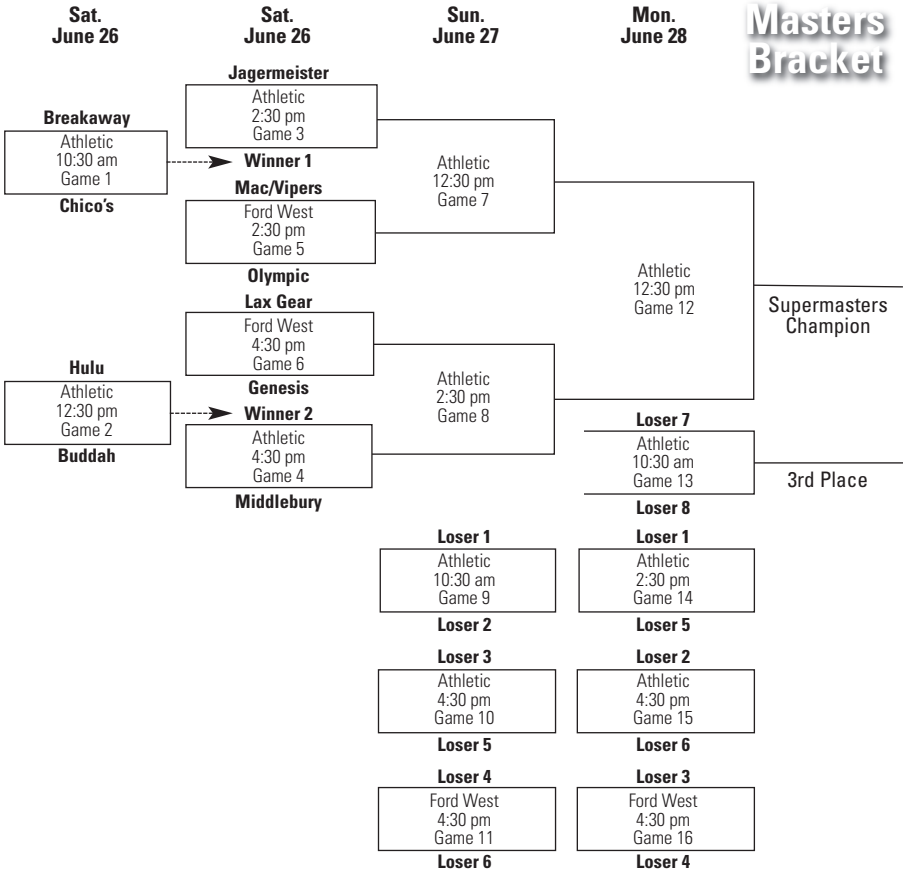 Sat.
June 26
Sat.
June 26
Sun.
June 27
Mon.
June 28
Masters
Bracket
Breakaway
Athletic
10:30 am
Game 1
Chico's
Hulu
Athletic
12:30 pm
Game 2
Buddah
Jagermeister
Athletic
2:30 pm
Game 3
Winner 1
Mac/Vipers
Ford West
2:30 pm
Game 5
Olympic
Lax Gear
Ford West
4:30 pm
Game 6
Genesis
Winner 2
Athletic
4:30 pm
Game 4
Middlebury
Athletic
12:30 pm
Game 7
Athletic
2:30 pm
Game 8
Athletic
12:30 pm
Game 12
Supermasters
Champion
Loser 7
Athletic
10:30 am
Game 13
Loser 8
3rd Place
Loser 1
Athletic
10:30 am
Game 9
Loser 2
Loser 1
Athletic
2:30 pm
Game 14
Loser 5
Loser 3
Athletic
4:30 pm
Game 10
Loser 5
Loser 2
Athletic
4:30 pm
Game 15
Loser 6
Loser 4
Ford West
4:30 pm
Game 11
Loser 6
Loser 3
Ford West
4:30 pm
Game 16
Loser 4